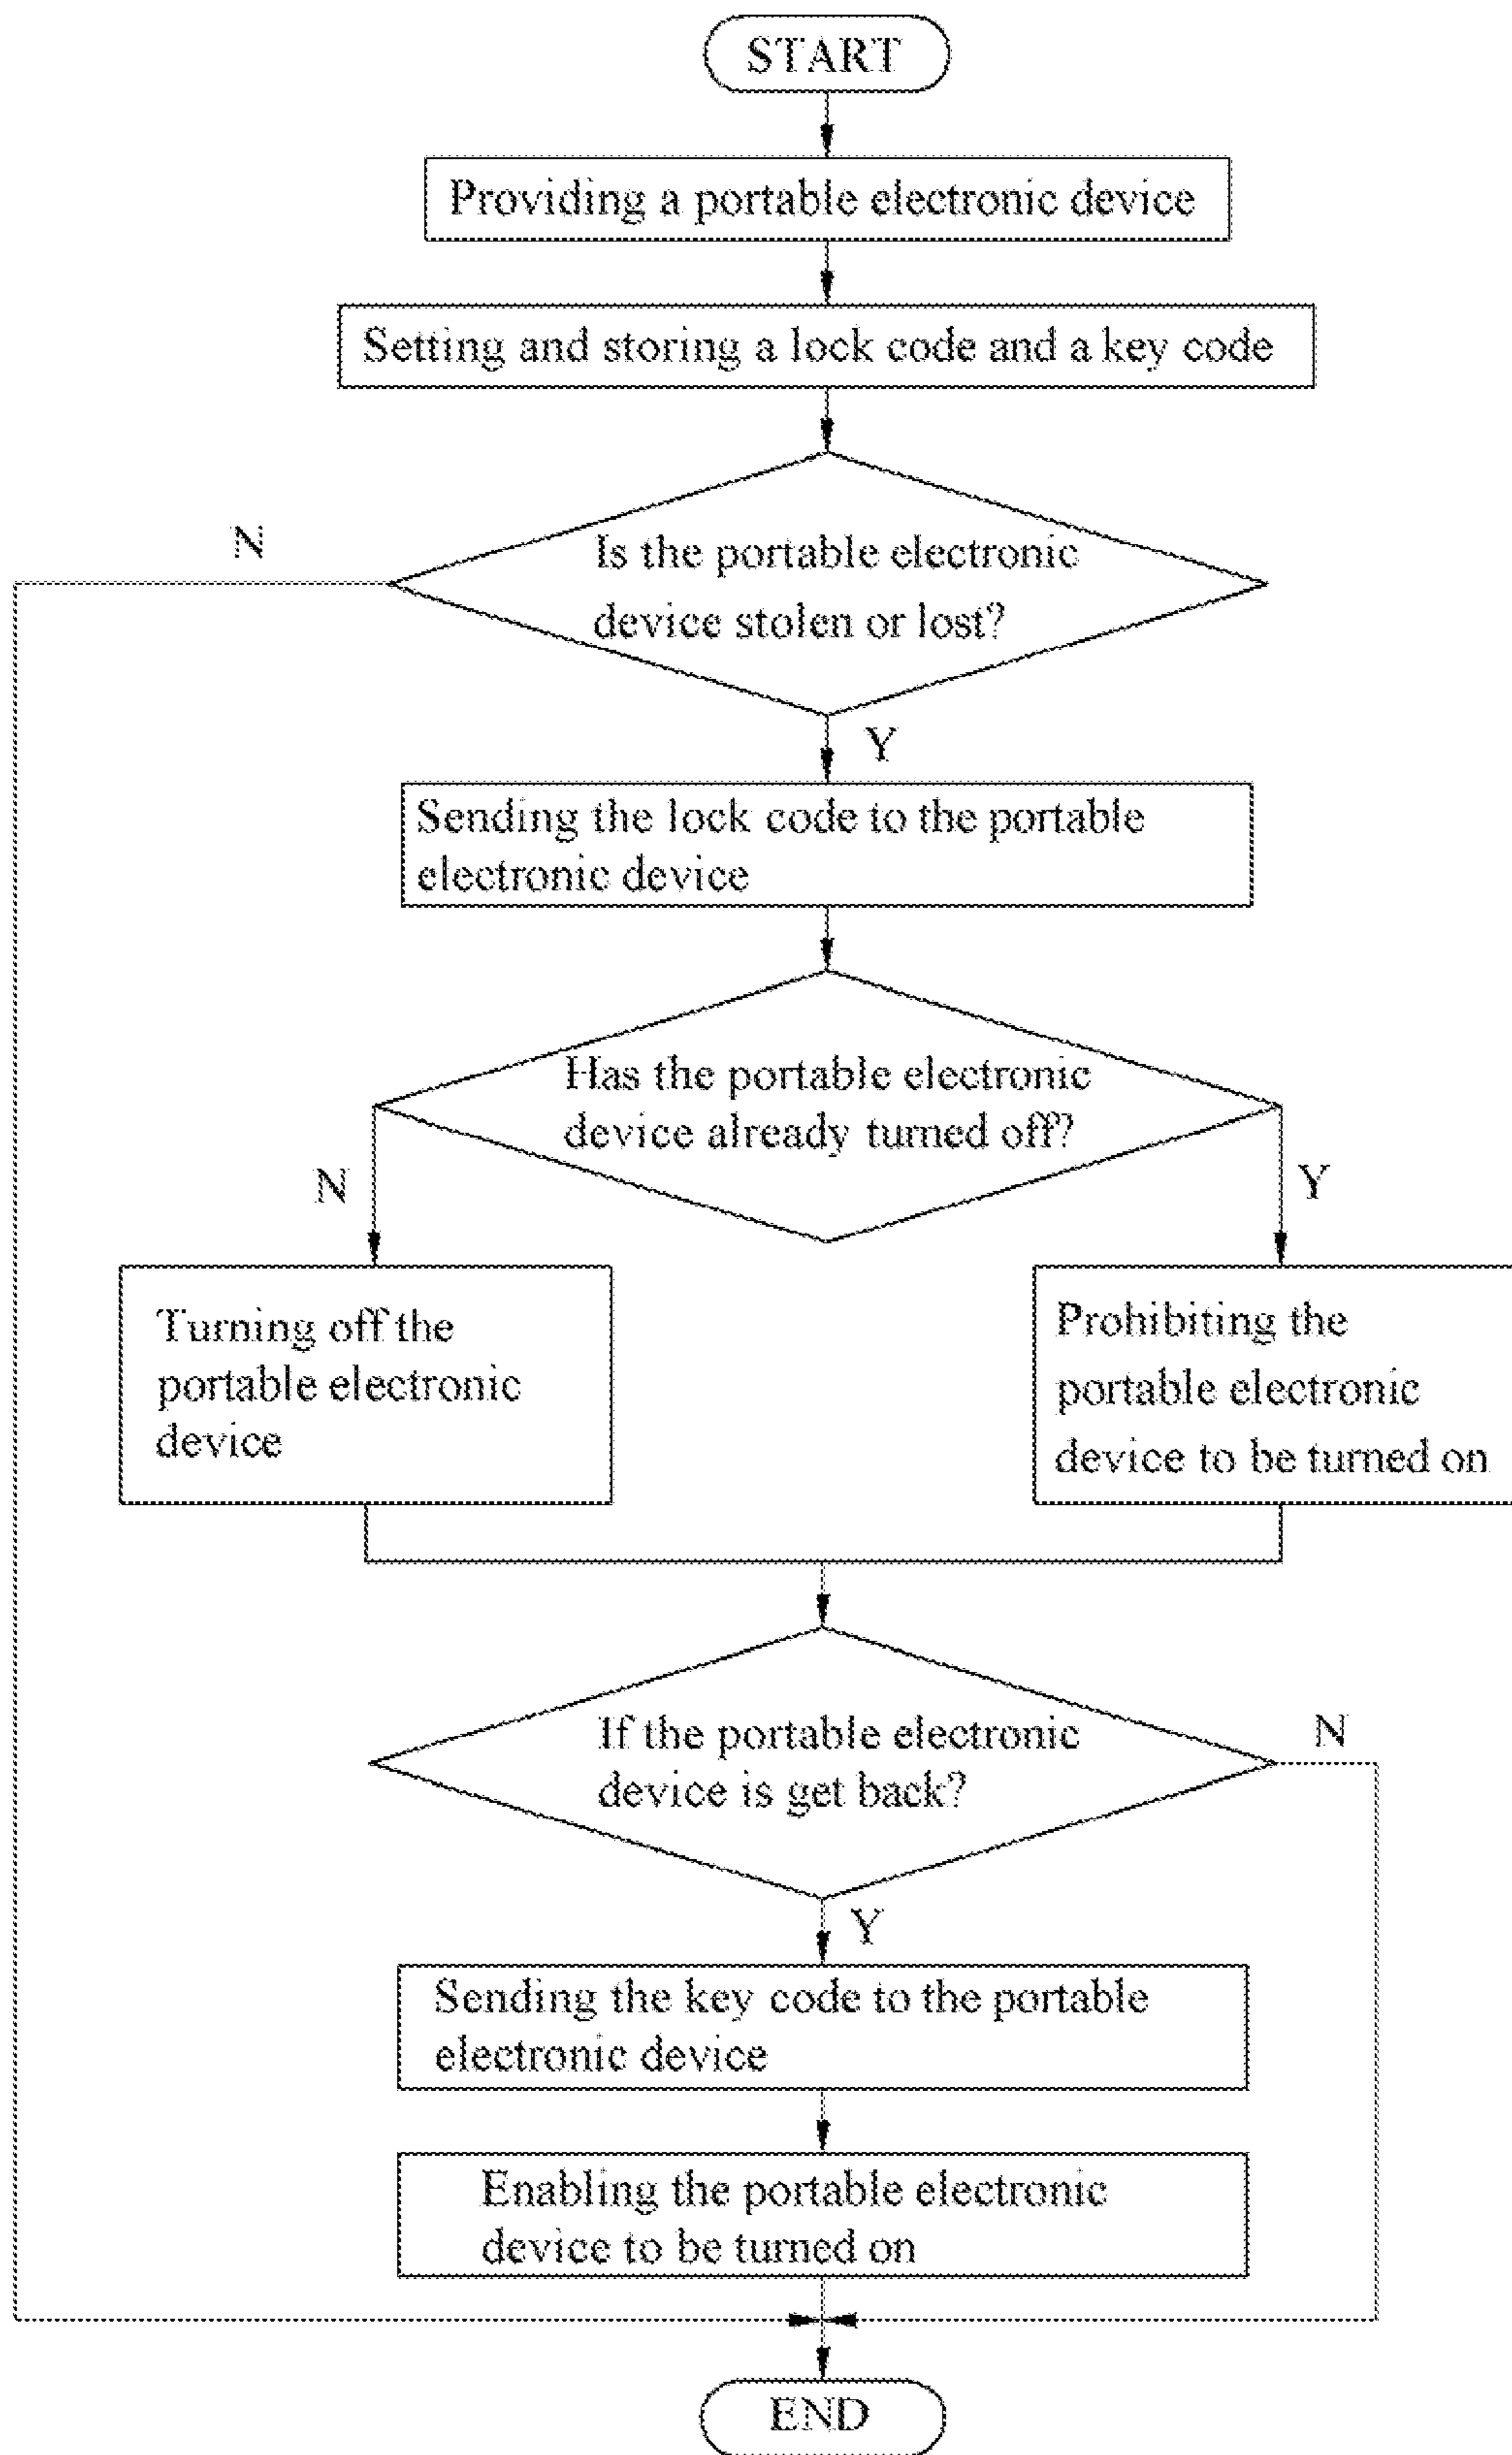 START
Providing a portable electronic device
Setting and storing a lock code and a key code
N
Is the portable electronic
device stolen or lost?
Y
Sending the lock code to the portable
electronic device
Has the portable electronic
device already turned off?
N
Y
Turning off the
portable electronic
device
Prohibiting the
portable electronic
device to be turned on
If the portable electronic
device is get back?
N
Y
Sending the key code to the portable
electronic device
Enabling the portable electronic
device to be turned on
END